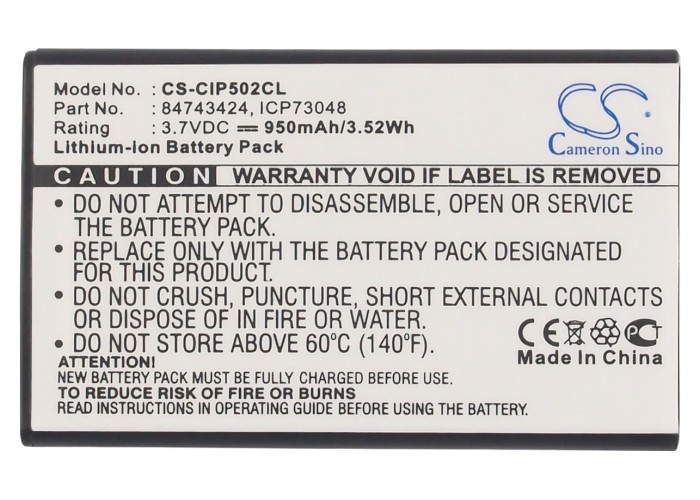 Model No. : CS-CIP502CL
Part No. : 84743424, ICP73048
Rating : 3.7VDC 950mAh/3.52Wh
Lithium-ion Battery Pack
CS
Cameron Sino
CAUTION WARRANTY VOID IF LABEL IS REMOVED
• DO NOT ATTEMPT TO DISASSEMBLE, OPEN OR SERVICE
THE BATTERY PACK.
• REPLACE ONLY WITH THE BATTERY PACK DESIGNATED
FOR THIS APPLICATION.
• DO NOT CRUSH, PUNCTURE, SHORT EXTERNAL CONTACTS
OR DISPOSE OF IN FIRE OR WATER.
• DO NOT STORE ABOVE 60°C (140°F).
CE PCT
Made In China
ATTENTION!
NEW BATTERY PACK MUST BE FULLY CHARGED BEFORE USE.
TO REDUCE RISK OF FIRE OR BURNS
READ INSTRUCTIONS IN OPERATING GUIDE BEFORE USING THE BATTERY.